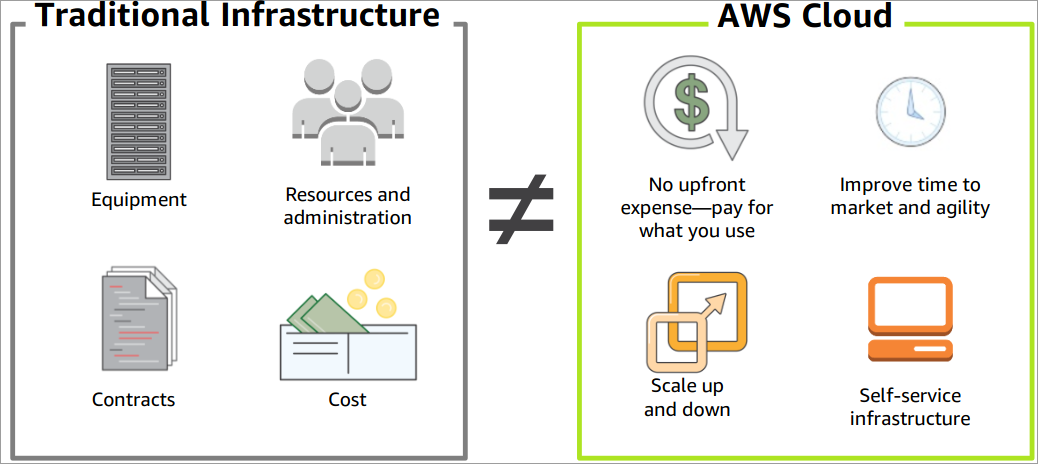 Traditional Infrastructure
Equipment
Resources and
administration
Contracts
Cost
≠
AWS Cloud
$
No upfront
expense—pay for
what you use
Improve time to
market and agility
Scale up
and down
Self-service
infrastructure